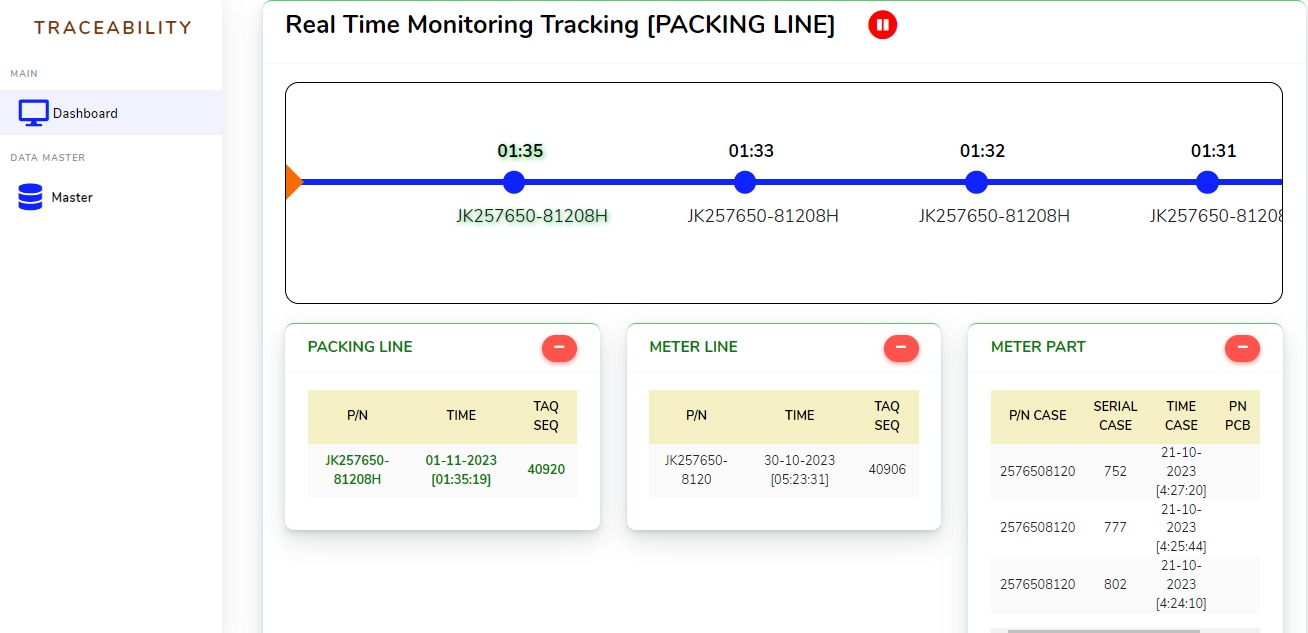 TRACEABILITY
MAIN
Dashboard
DATA MASTER
Master
Real Time Monitoring Tracking [PACKING LINE]
01:35
01:33
01:32
01:31
JK257650-81208H
JK257650-81208H
JK257650-81208H
JK257650-81208
PACKING LINE
P/N
TIME
TAQ
SEQ
JK257650-
81208H
01-11-2023
[01:35:19]
40920
METER LINE
P/N
TIME
TAQ
SEQ
JK257650-
8120
30-10-2023
[05:23:31]
40906
METER PART
P/N CASE
SERIAL
CASE
TIME
CASE
PN
PCB
2576508120
752
21-10-
2023
[4:27:20]
2576508120
777
21-10-
2023
[4:25:44]
2576508120
802
21-10-
2023
[4:24:10]